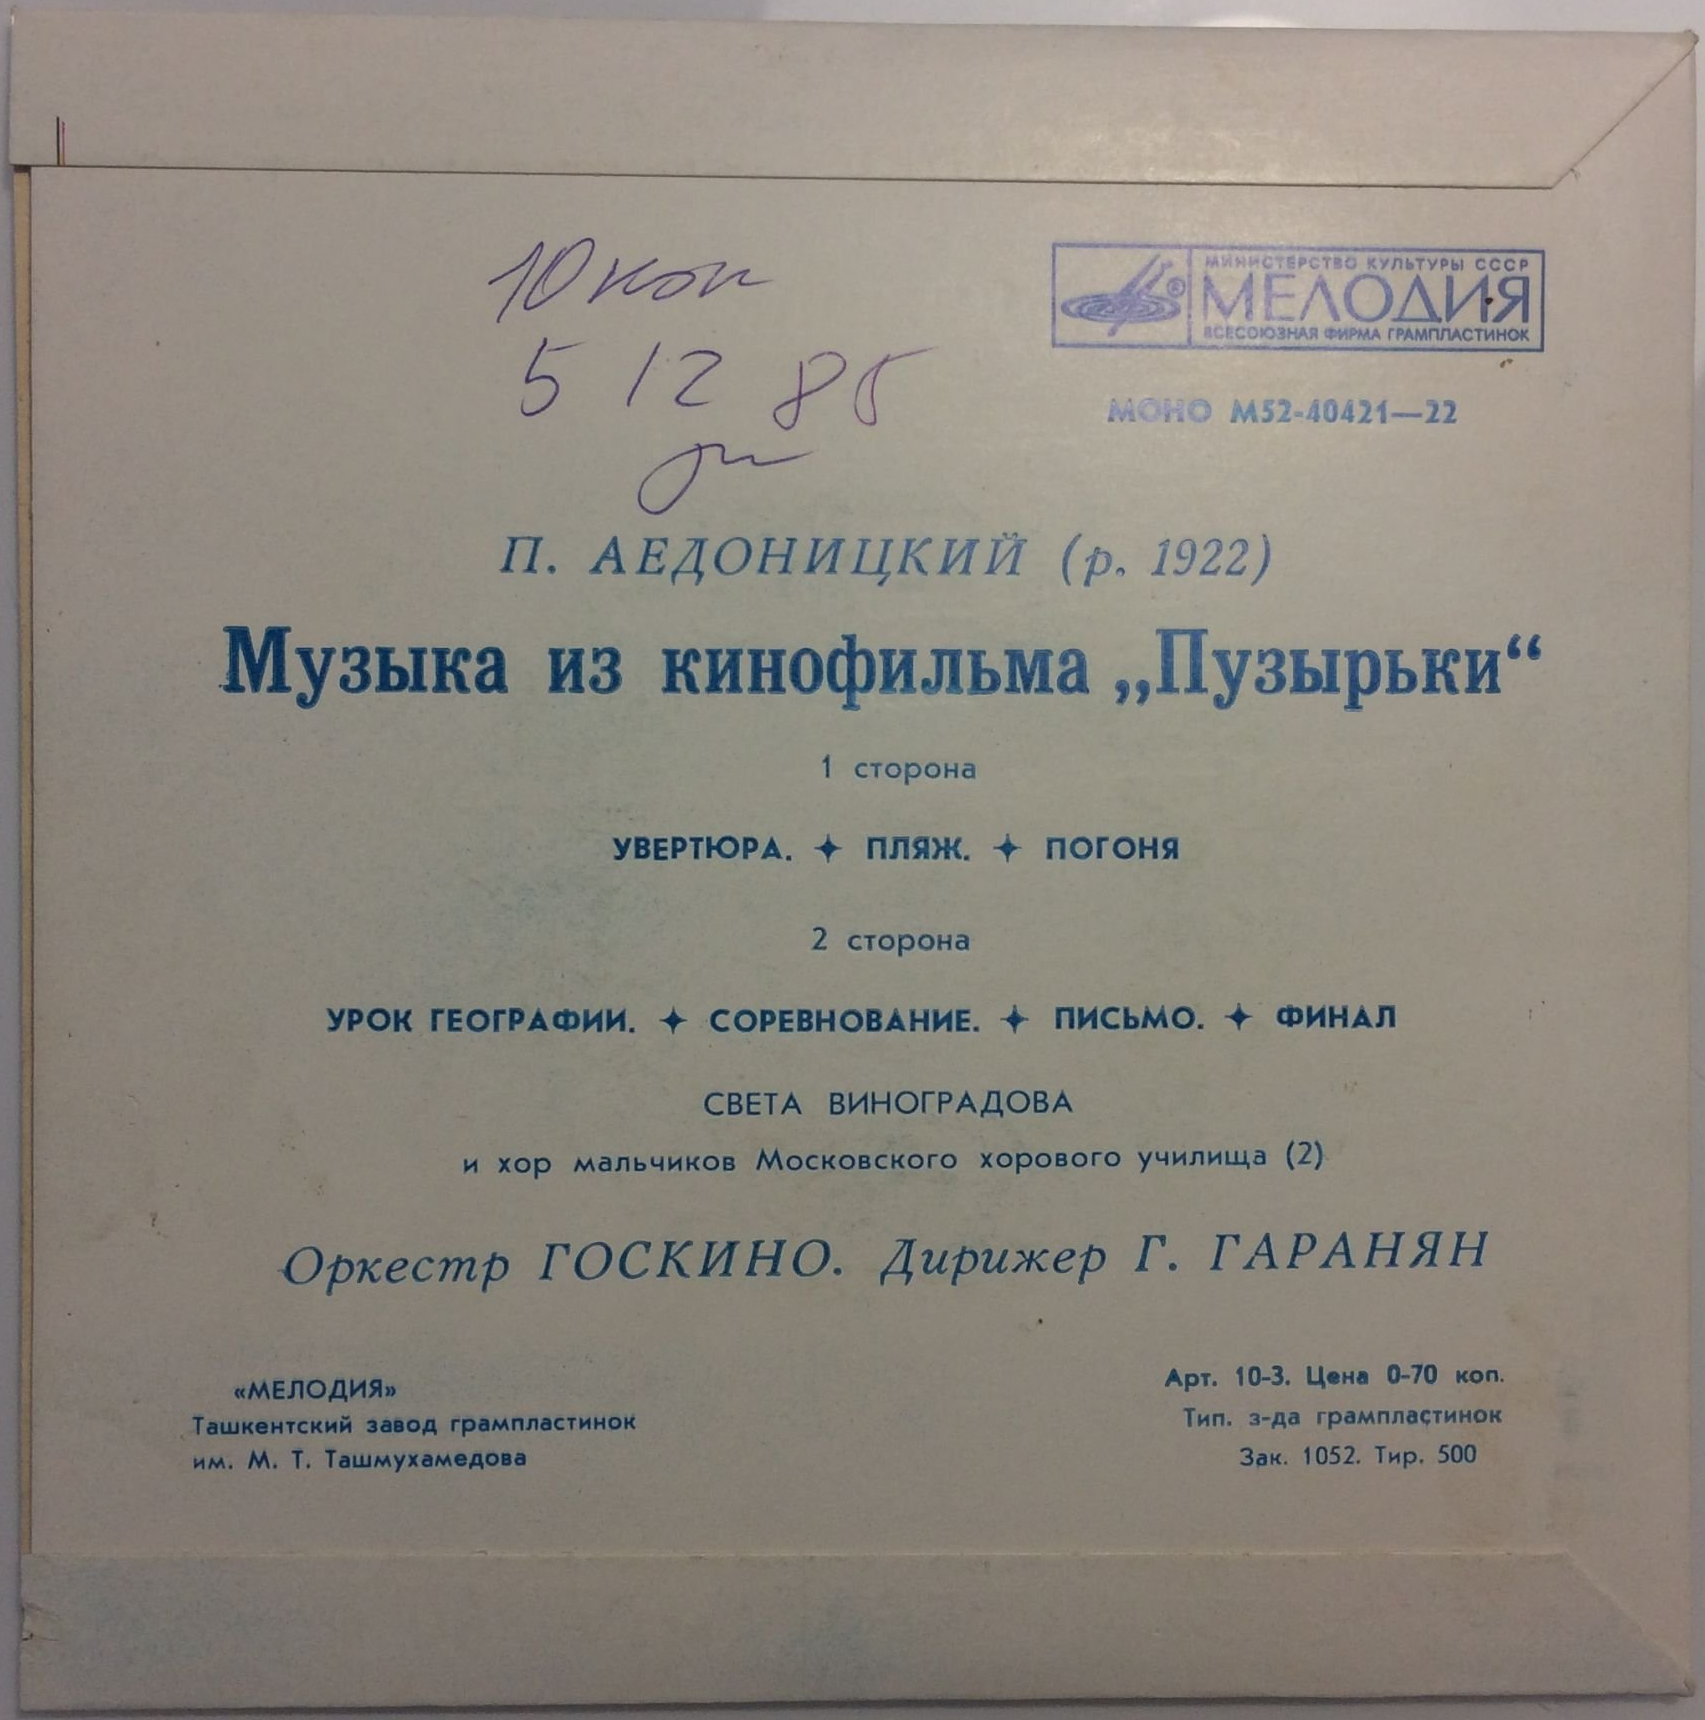 МИНИСТЕРСТВО КУЛЬТУРЫ СССР
МЕЛОДИЯ
ВСЕСОЮЗНАЯ ФИРМА ГРАМПЛАСТИНОК
10 коп
5 12 85
МОНО М52-40421—22
П. АЕДОНИЦКИЙ (р. 1922)
Музыка из кинофильма „Пузырьки“
1 сторона
УВЕРТЮРА. ✦ ПЛЯЖ. ✦ ПОГОНЯ
2 сторона
УРОК ГЕОГРАФИИ. ✦ СОРЕВНОВАНИЕ. ✦ ПИСЬМО. ✦ ФИНАЛ
СВЕТА ВИНОГРАДОВА
и хор мальчиков Московского хорового училища (2)
Оркестр ГОСКИНО. Дирижер Г. ГАРАНЯН
«МЕЛОДИЯ»
Ташкентский завод грампластинок
им. М. Т. Ташмухамедова
Арт. 10-3. Цена 0-70 коп.
Тип. з-да грампластинок
Зак. 1052. Тир. 500